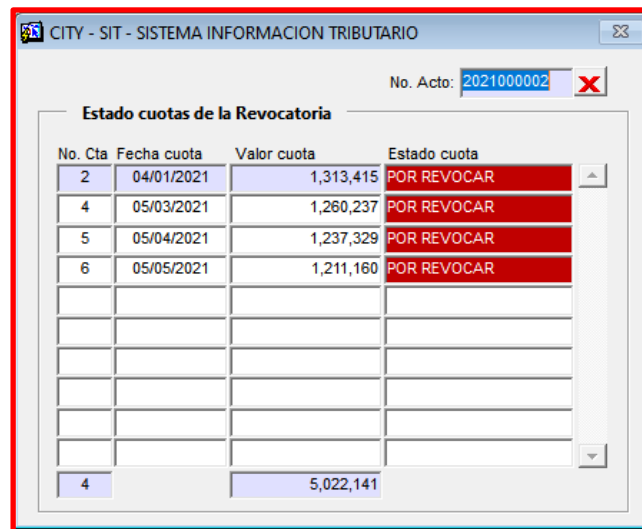 CITY - SIT - SISTEMA INFORMACION TRIBUTARIO
No. Acto: 2021000002
Estado cuotas de la Revocatoria
No. Cta Fecha cuota Valor cuota Estado cuota
2 04/01/2021 1,313,415 POR REVOCAR
4 05/03/2021 1,260,237 POR REVOCAR
5 05/04/2021 1,237,329 POR REVOCAR
6 05/05/2021 1,211,160 POR REVOCAR
4 5,022,141